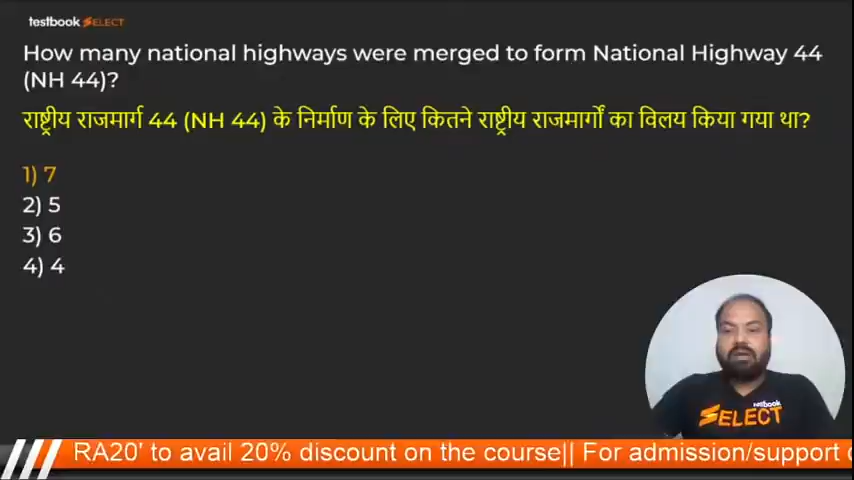 testbook SELECT
How many national highways were merged to form National Highway 44
(NH 44)?
राष्ट्रीय राजमार्ग 44 (NH 44) के निर्माण के लिए कितने राष्ट्रीय राजमार्गों का विलय किया गया था?
1) 7
2) 5
3) 6
4) 4
testbook
SELECT
RA20' to avail 20% discount on the course|| For admission/support